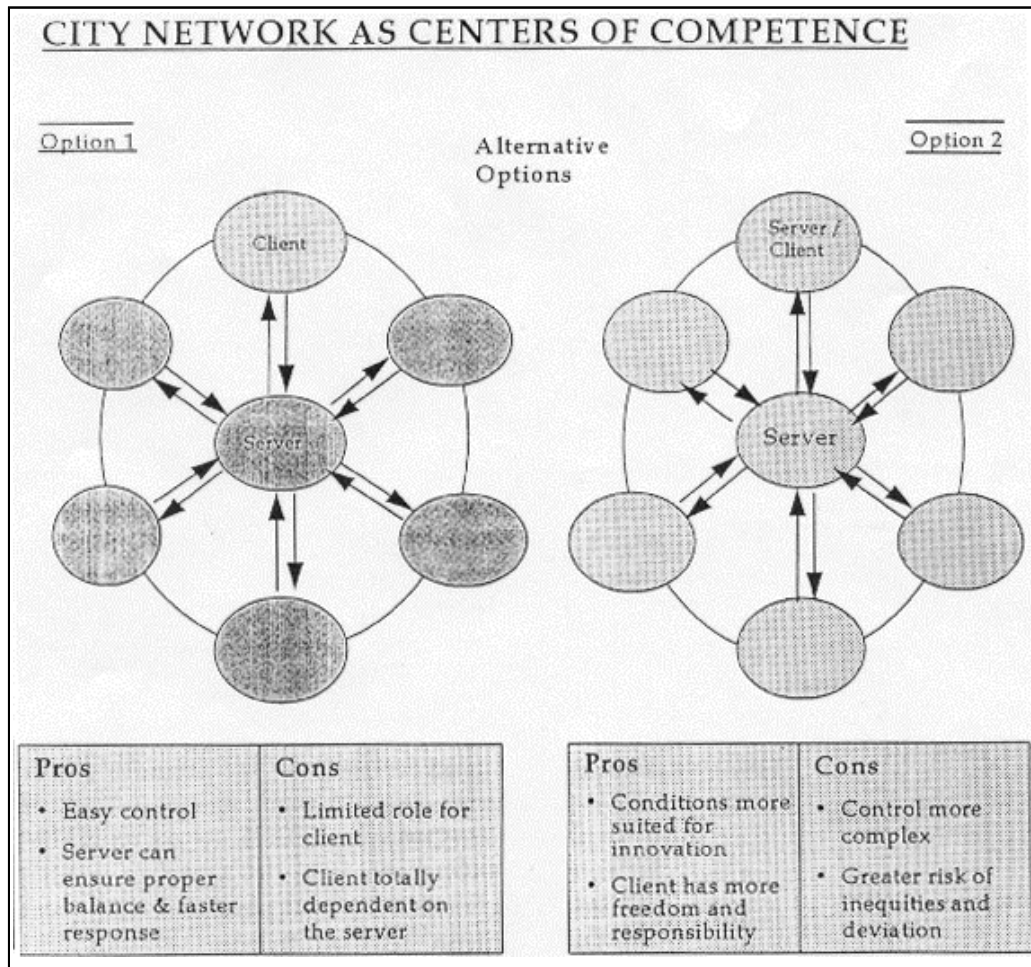 CITY NETWORK AS CENTERS OF COMPETENCE
Option 1
Alternative
Options
Option 2
Client
Server
Server /
Client
Server
Pros
• Easy control
• Server can
ensure proper
balance & faster
response
Cons
• Limited role for
client
• Client totally
dependent on
the server
Pros
• Conditions more
suited for
innovation
• Client has more
freedom and
responsibility
Cons
• Control more
complex
• Greater risk of
inequities and
deviation